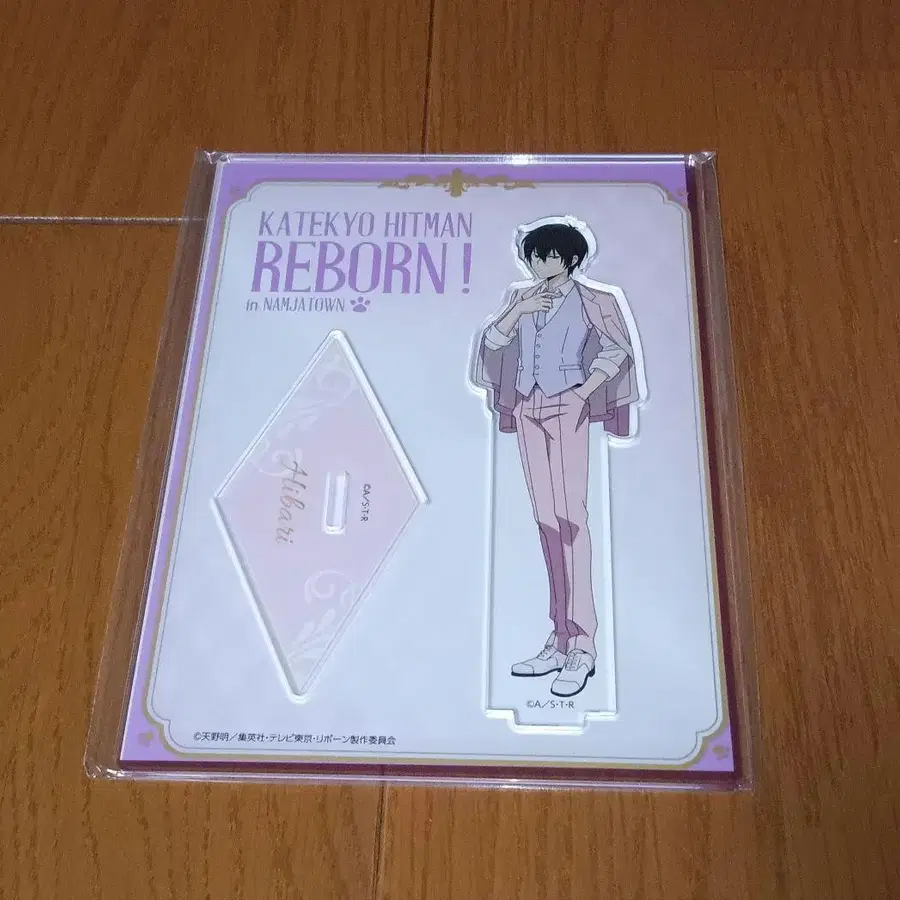 KATEKYO HITMAN
REBORN!
in NAMJATOWN
Hibari
©A/S·T·R
©A/S·T·R
©天野明/集英社・テレビ東京・リボーン製作委員会